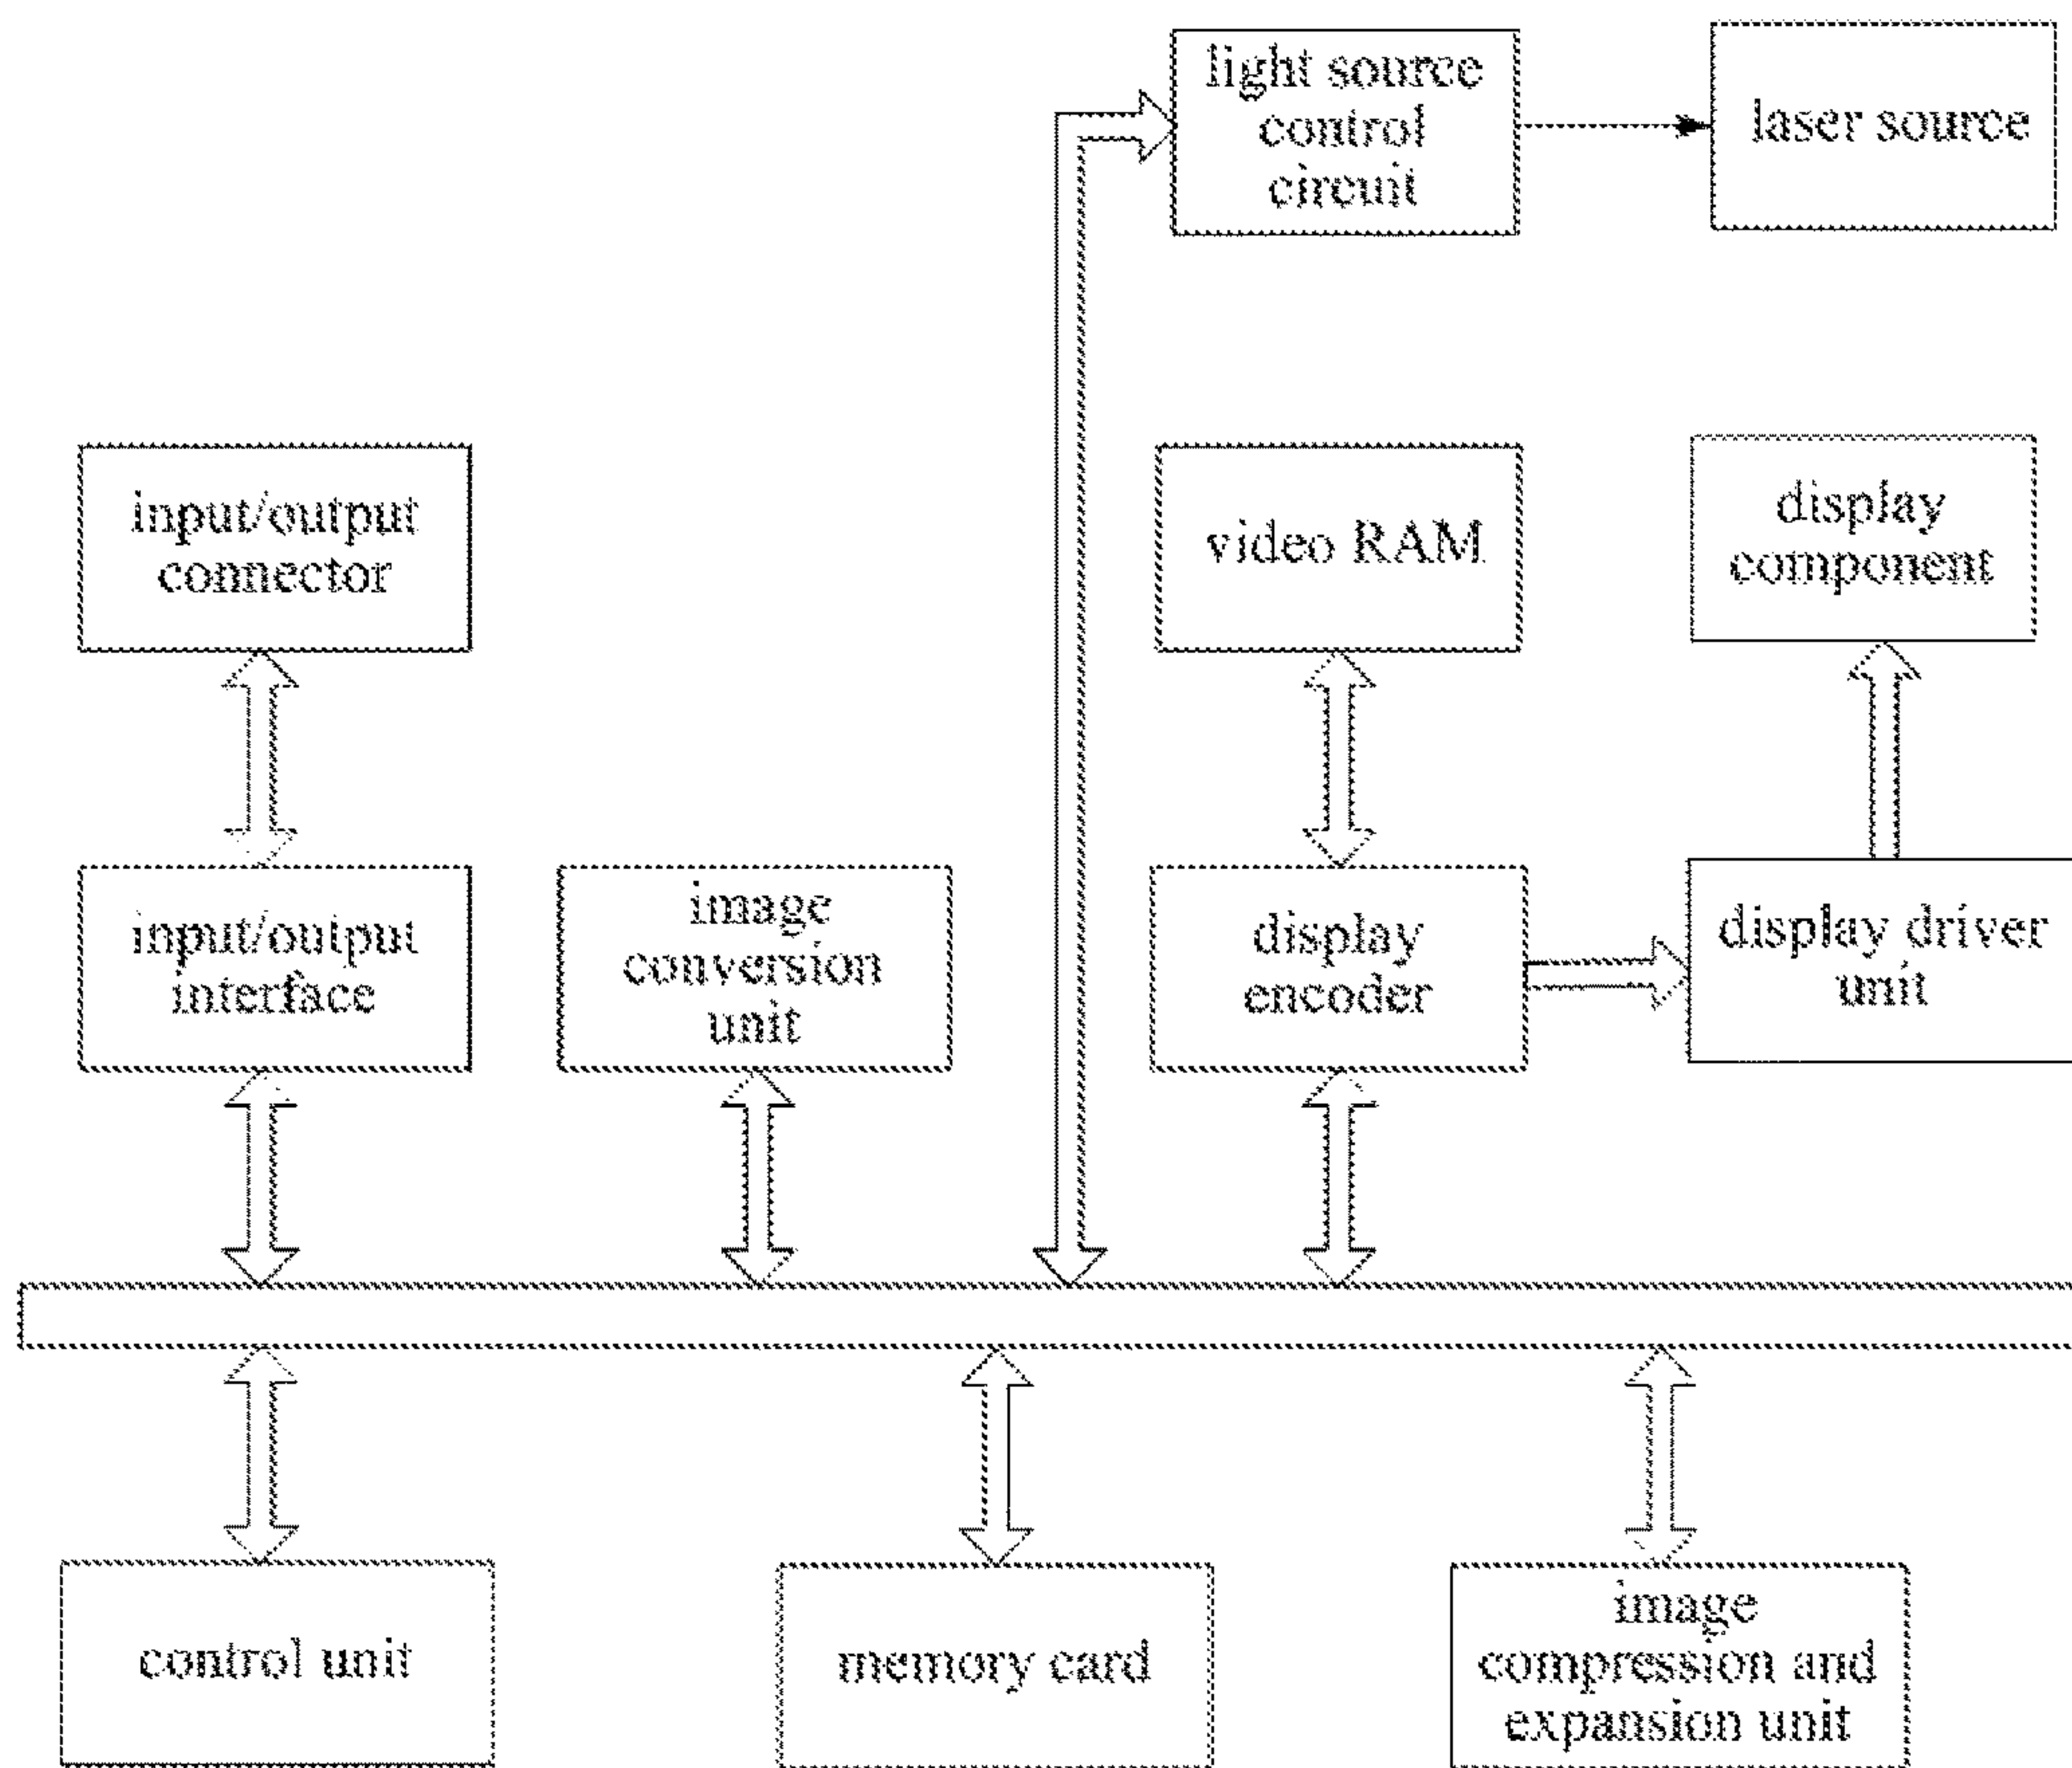 light source
control
circuit
laser source
input/output
connector
video RAM
display
component
input/output
interface
image
conversion
unit
display
encoder
display driver
unit
control unit
memory card
image
compression and
expansion unit